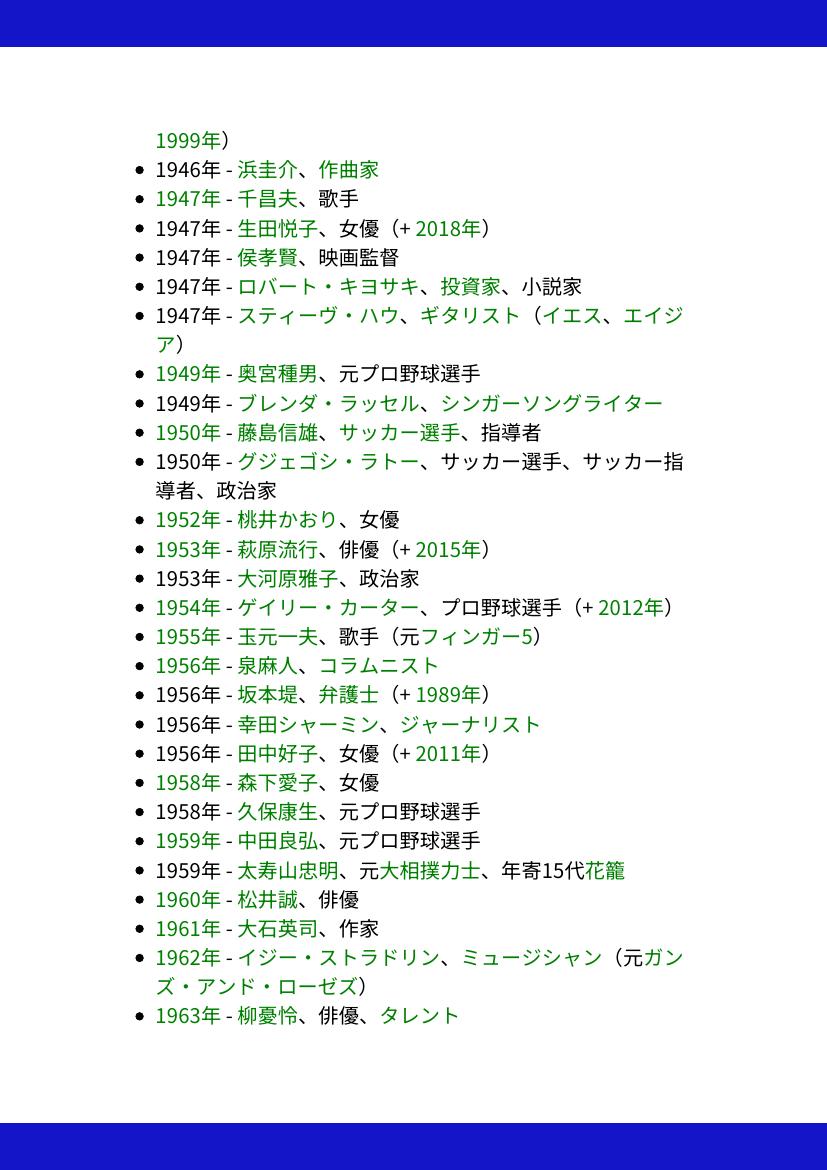 1999年）
• 1946年 - 浜圭介、作曲家
• 1947年 - 千昌夫、歌手
• 1947年 - 生田悦子、女優（+ 2018年）
• 1947年 - 侯孝賢、映画監督
• 1947年 - ロバート・キヨサキ、投資家、小説家
• 1947年 - スティーヴ・ハウ、ギタリスト（イエス、エイジ
ア）
• 1949年 - 奥宮種男、元プロ野球選手
• 1949年 - ブレンダ・ラッセル、シンガーソングライター
• 1950年 - 藤島信雄、サッカー選手、指導者
• 1950年 - グジェゴシ・ラトー、サッカー選手、サッカー指
導者、政治家
• 1952年 - 桃井かおり、女優
• 1953年 - 萩原流行、俳優（+ 2015年）
• 1953年 - 大河原雅子、政治家
• 1954年 - ゲイリー・カーター、プロ野球選手（+ 2012年）
• 1955年 - 玉元一夫、歌手（元フィンガー5）
• 1956年 - 泉麻人、コラムニスト
• 1956年 - 坂本堤、弁護士（+ 1989年）
• 1956年 - 幸田シャーミン、ジャーナリスト
• 1956年 - 田中好子、女優（+ 2011年）
• 1958年 - 森下愛子、女優
• 1958年 - 久保康生、元プロ野球選手
• 1959年 - 中田良弘、元プロ野球選手
• 1959年 - 太寿山忠明、元大相撲力士、年寄15代花籠
• 1960年 - 松井誠、俳優
• 1961年 - 大石英司、作家
• 1962年 - イジー・ストラドリン、ミュージシャン（元ガン
ズ・アンド・ローゼズ）
• 1963年 - 柳憂怜、俳優、タレント